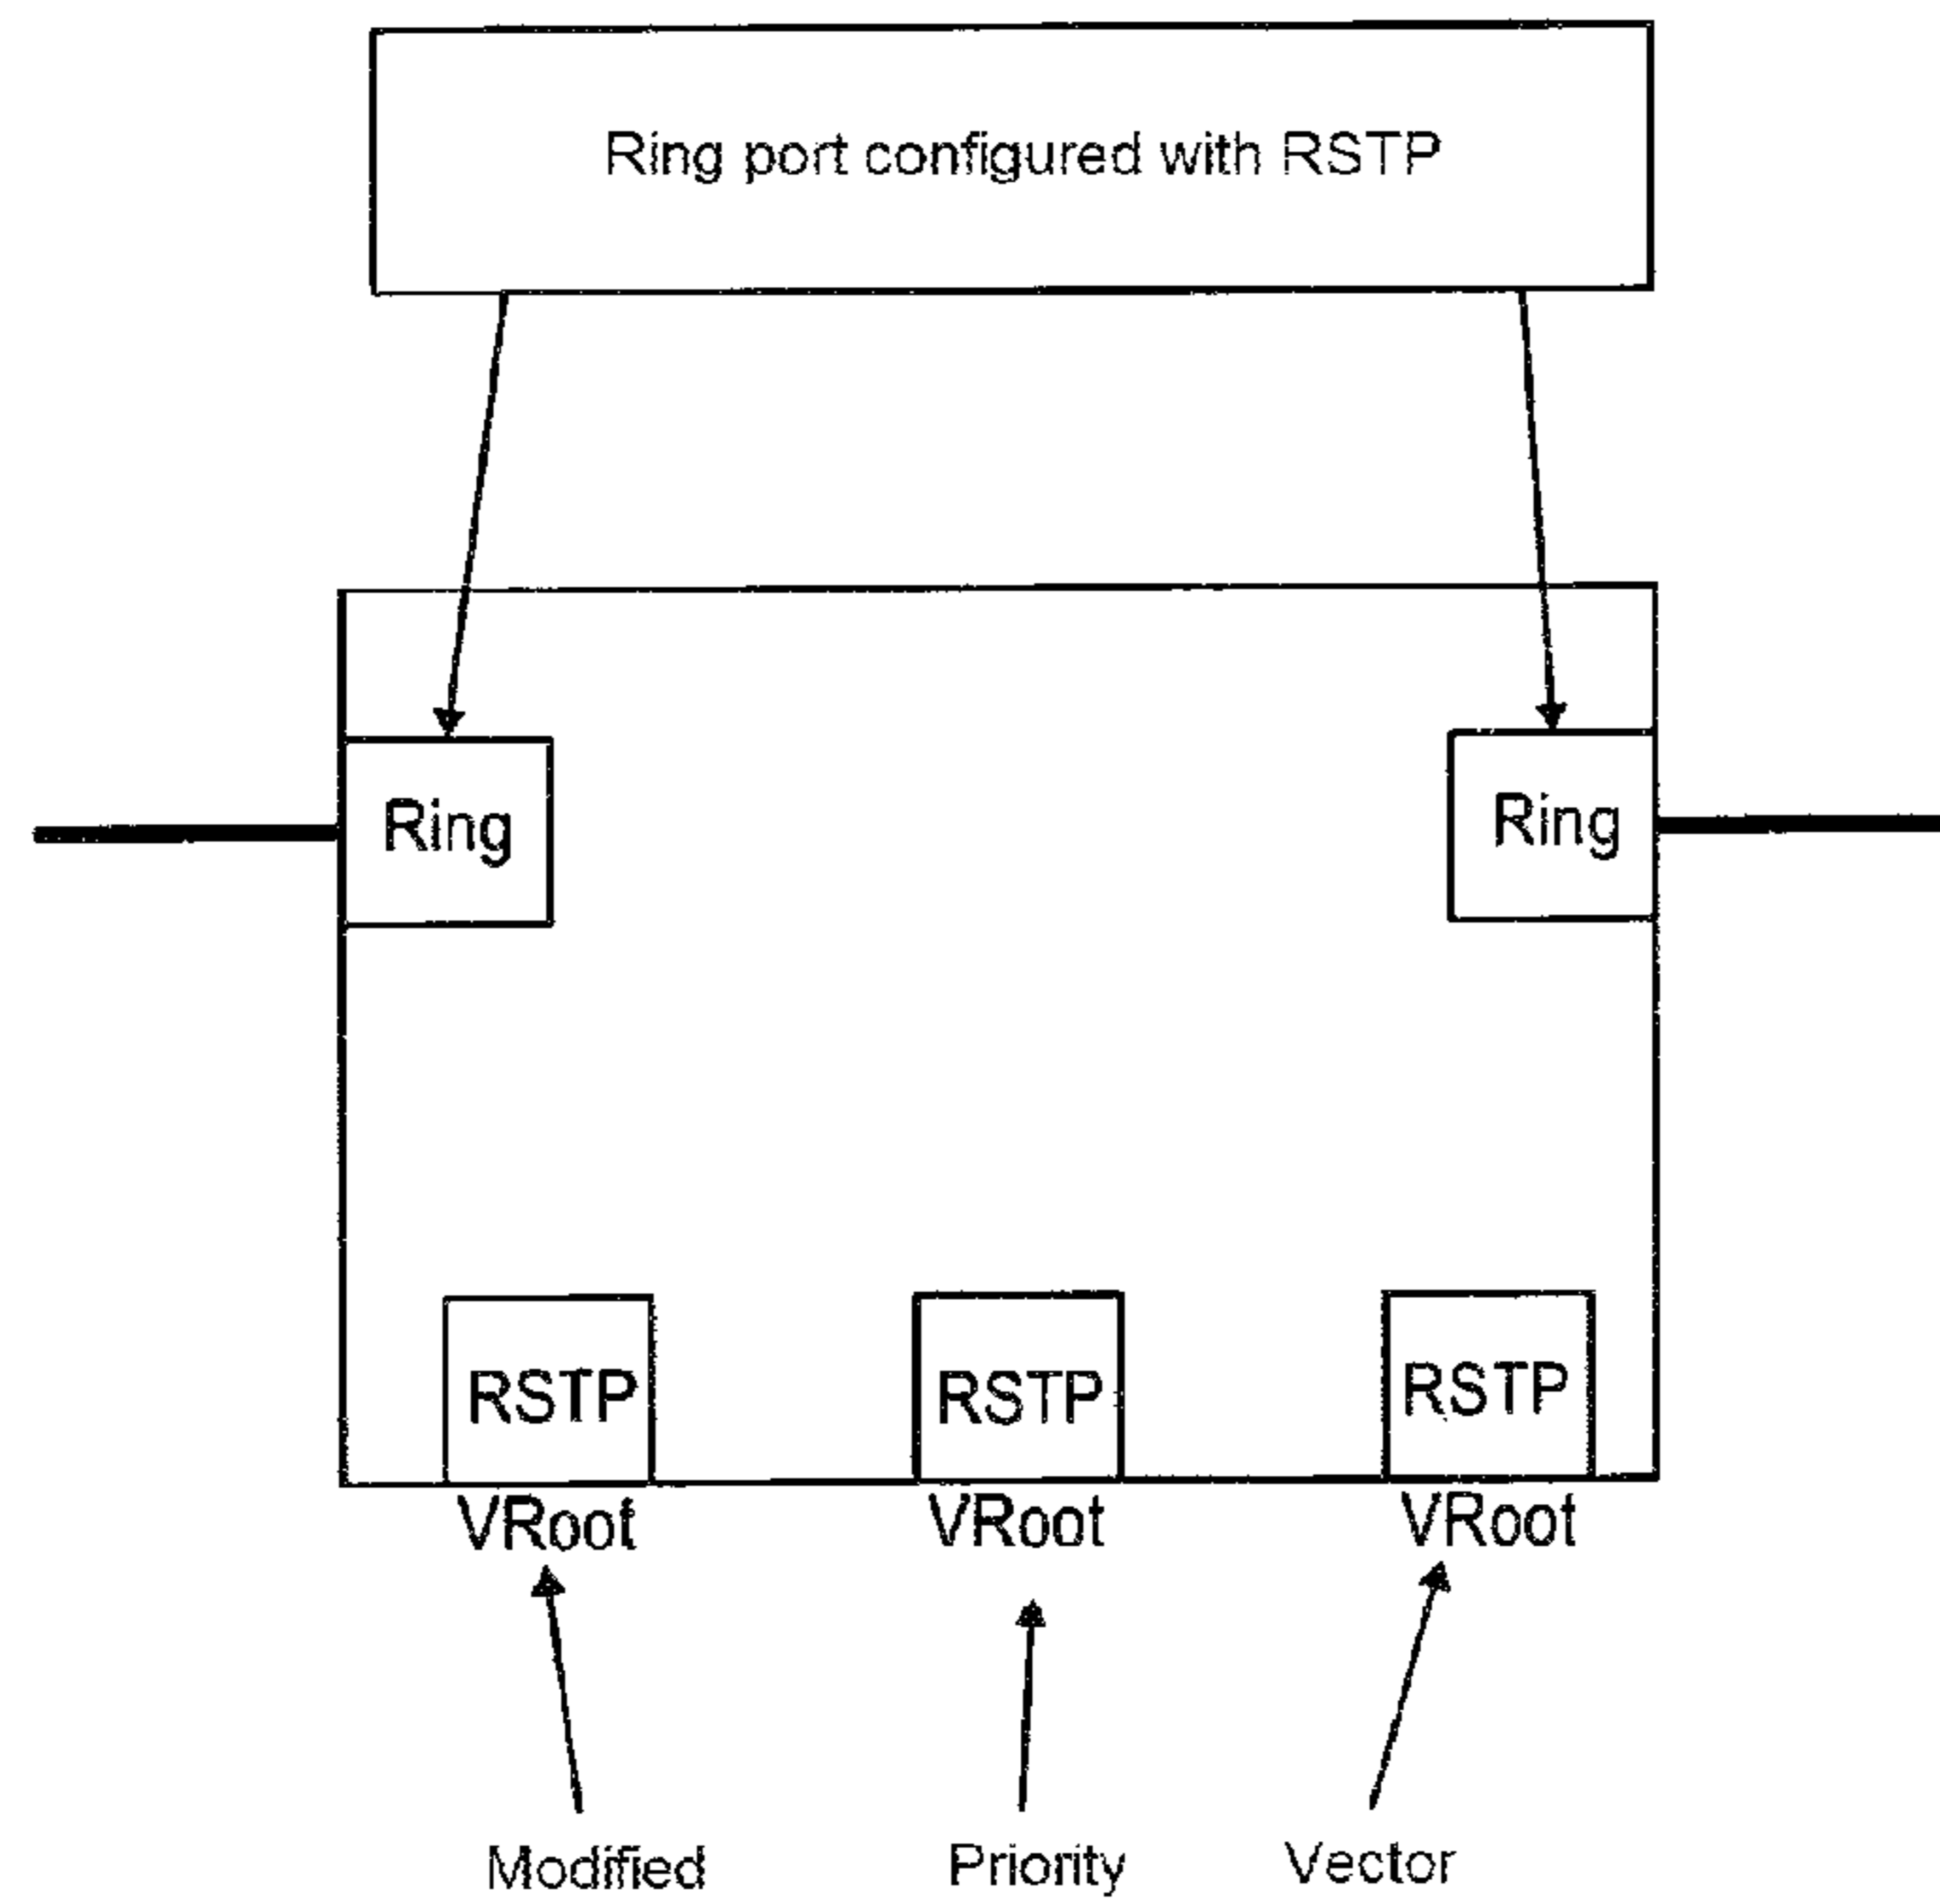 Ring port configured with RSTP
Ring Ring
RSTP RSTP RSTP
VRoot VRoot VRoot
Modified Priority Vector